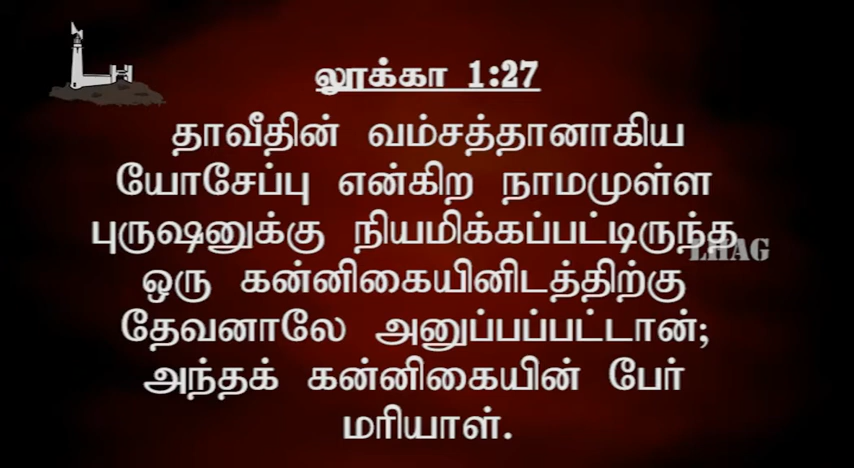 லூக்கா 1:27
தாவீதின் வம்சத்தானாகிய
யோசேப்பு என்கிற நாமமுள்ள
புருஷனுக்கு நியமிக்கப்பட்டிருந்த
LHAG
ஒரு கன்னிகையினிடத்திற்கு
தேவனாலே அனுப்பப்பட்டான்;
அந்தக் கன்னிகையின் பேர்
மரியாள்.